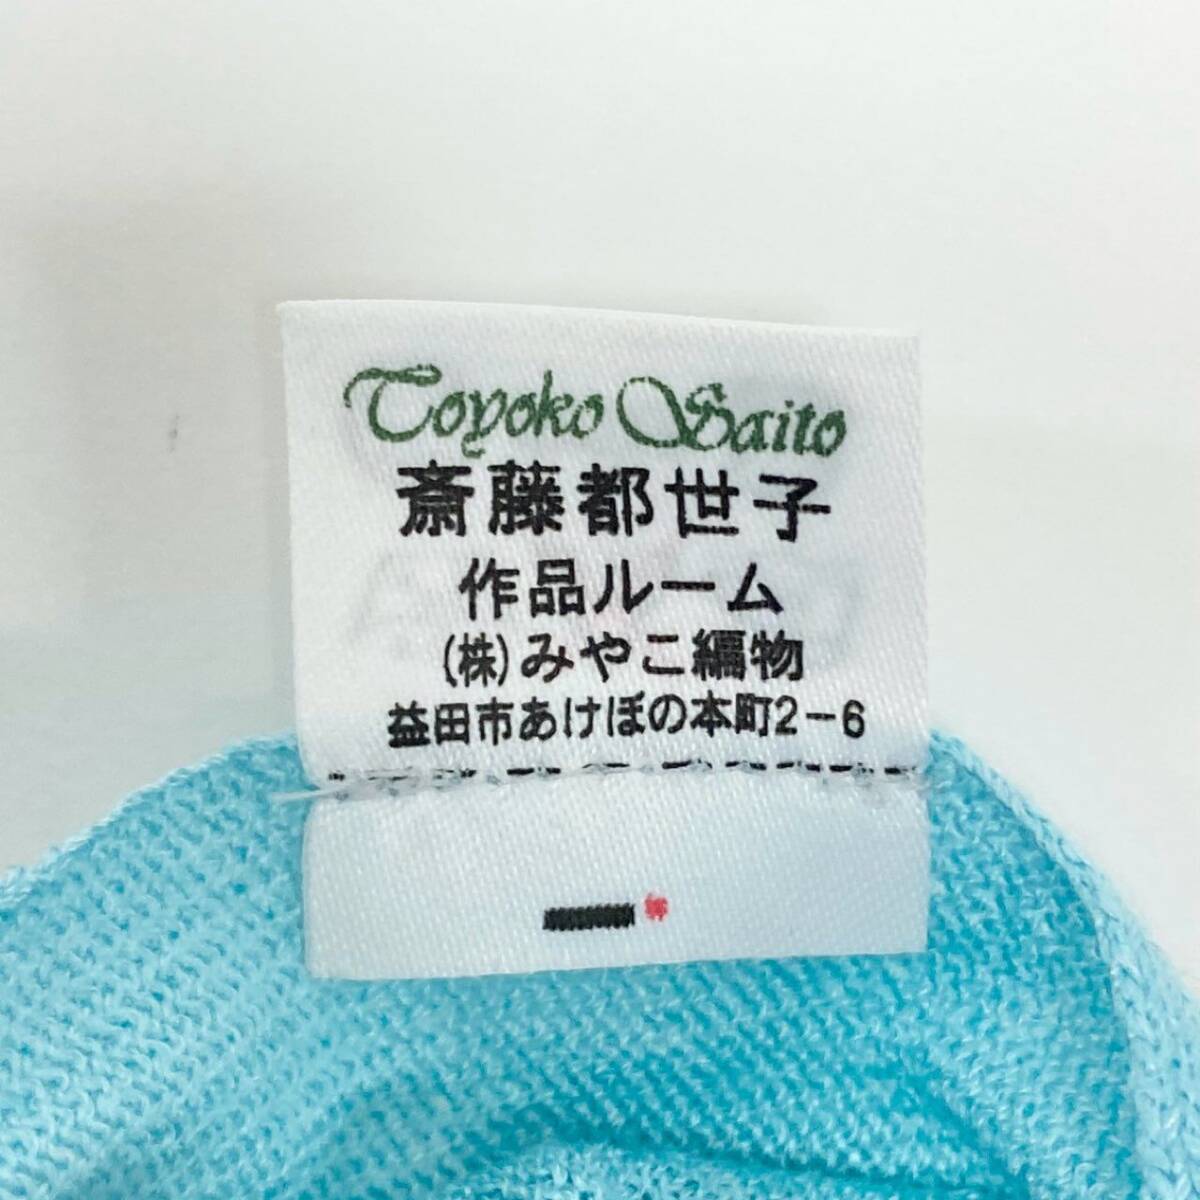 Toyoko Saito
斎藤都世子
作品ルーム
(株)みやこ編物
益田市あけぼの本町2-6